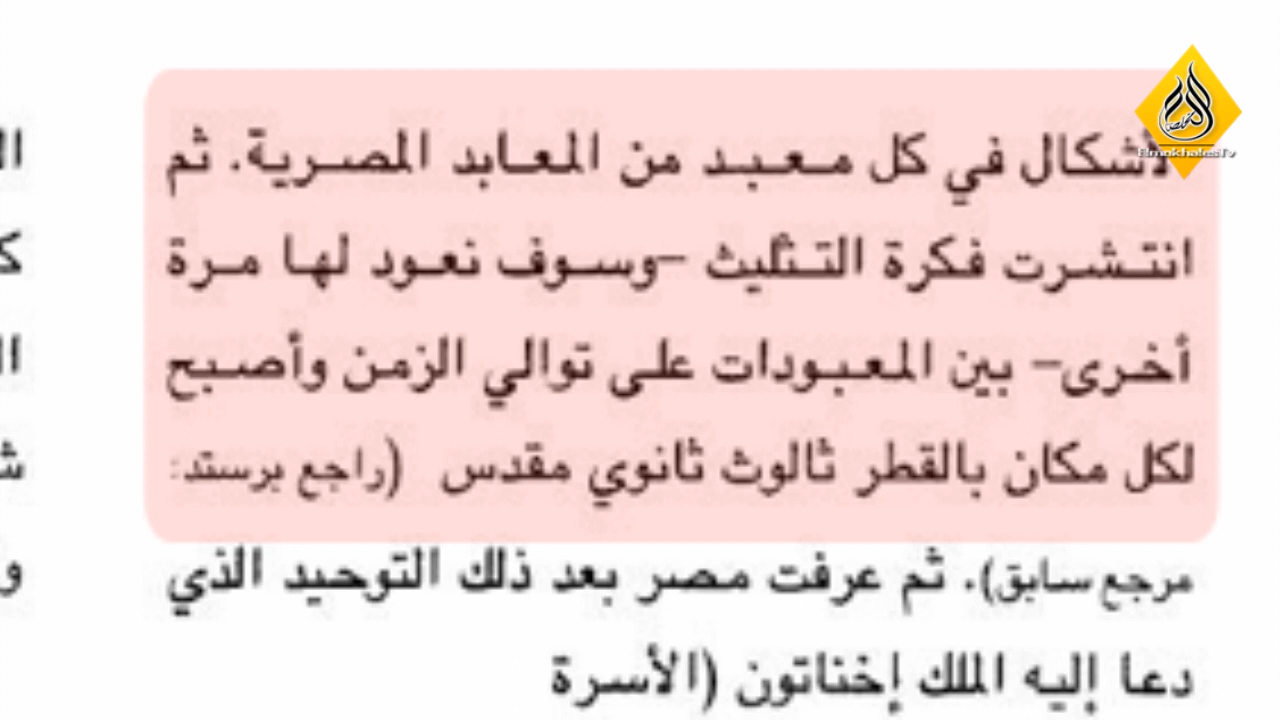 الأشكال في كل معبد من المعابد المصرية. ثم
انتشرت فكرة التثليث –وسوف نعود لها مرة
أخرى– بين المعبودات على توالي الزمن وأصبح
لكل مكان بالقطر ثالوث ثانوي مقدس (راجع برستد:
مرجع سابق). ثم عرفت مصر بعد ذلك التوحيد الذي
دعا إليه الملك إخناتون (الأسرة
ElmokhalesTv